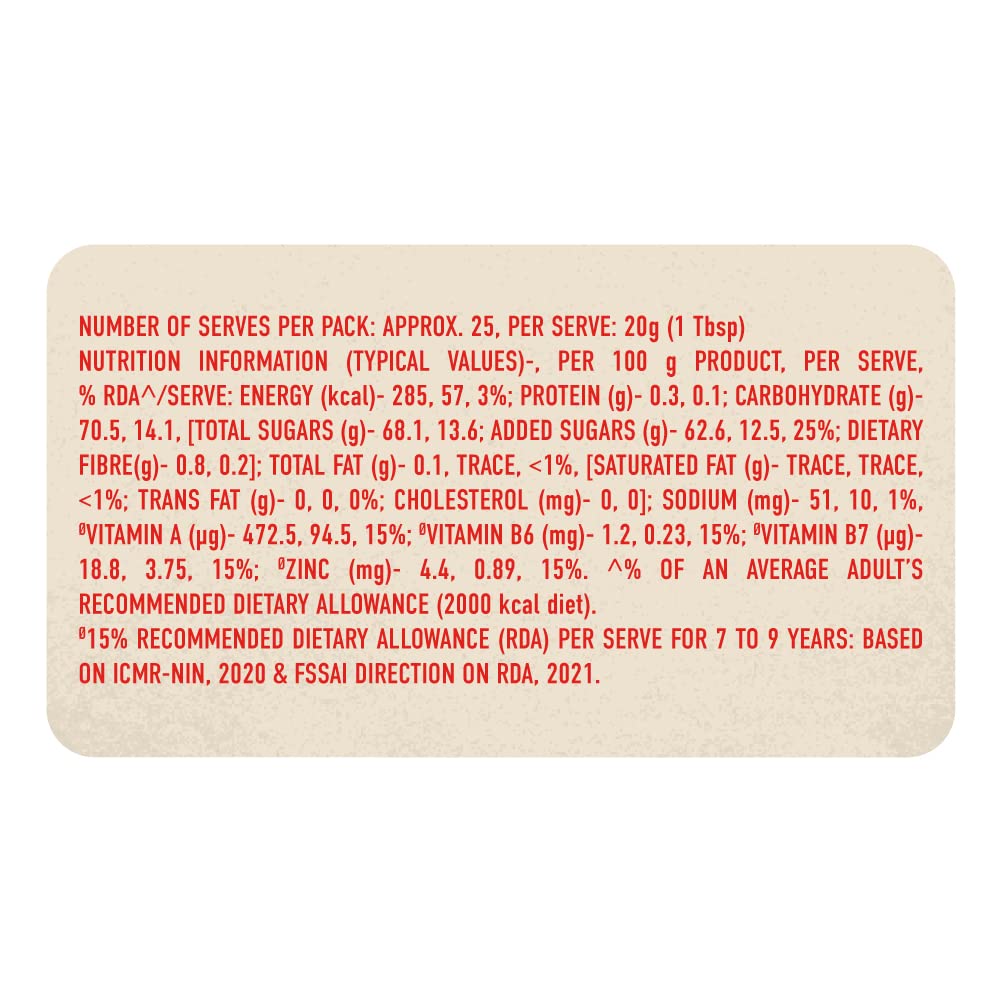 NUMBER OF SERVES PER PACK: APPROX. 25, PER SERVE: 20g (1 Tbsp)
NUTRITION INFORMATION (TYPICAL VALUES)-, PER 100 g PRODUCT, PER SERVE,
% RDA^/SERVE: ENERGY (kcal)- 285, 57, 3%; PROTEIN (g)- 0.3, 0.1; CARBOHYDRATE (g)-
70.5, 14.1, [TOTAL SUGARS (g)- 68.1, 13.6; ADDED SUGARS (g)- 62.6, 12.5, 25%; DIETARY
FIBRE(g)- 0.8, 0.2]; TOTAL FAT (g)- 0.1, TRACE, <1%, [SATURATED FAT (g)- TRACE, TRACE,
<1%; TRANS FAT (g)- 0, 0, 0%; CHOLESTEROL (mg)- 0, 0]; SODIUM (mg)- 51, 10, 1%,
ØVITAMIN A (µg)- 472.5, 94.5, 15%; ØVITAMIN B6 (mg)- 1.2, 0.23, 15%; ØVITAMIN B7 (µg)-
18.8, 3.75, 15%; ØZINC (mg)- 4.4, 0.89, 15%. ^% OF AN AVERAGE ADULT'S
RECOMMENDED DIETARY ALLOWANCE (2000 kcal diet).
Ø15% RECOMMENDED DIETARY ALLOWANCE (RDA) PER SERVE FOR 7 TO 9 YEARS: BASED
ON ICMR-NIN, 2020 & FSSAI DIRECTION ON RDA, 2021.